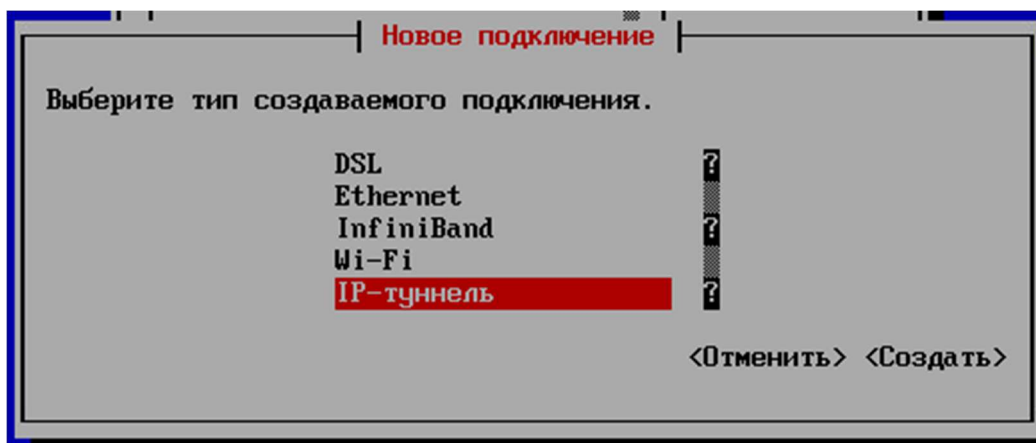 Новое подключение
Выберите тип создаваемого подключения.
DSL ?
Ethernet
InfiniBand ?
Wi-Fi
IP-туннель ?
<Отменить> <Создать>